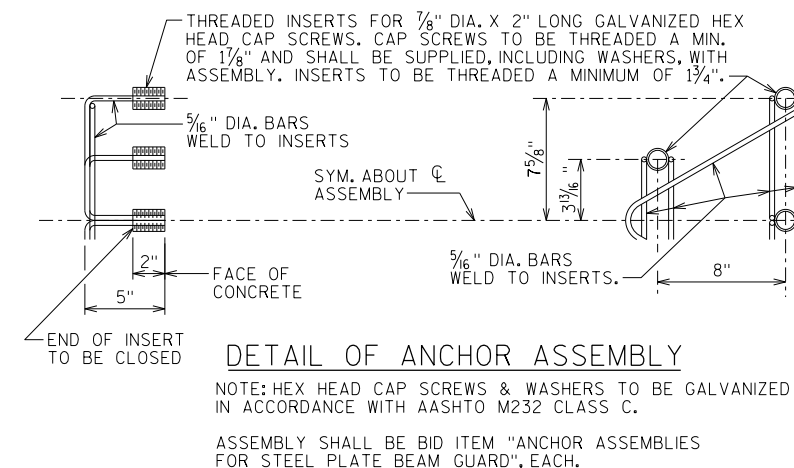 THREADED INSERTS FOR 7/8" DIA. X 2" LONG GALVANIZED HEX
HEAD CAP SCREWS. CAP SCREWS TO BE THREADED A MIN.
OF 1 7/8" AND SHALL BE SUPPLIED, INCLUDING WASHERS, WITH
ASSEMBLY. INSERTS TO BE THREADED A MINIMUM OF 1 3/4".
5/16" DIA. BARS
WELD TO INSERTS
SYM. ABOUT ℄
ASSEMBLY
7 5/8"
3 13/16"
5/16" DIA. BARS
WELD TO INSERTS.
8"
2"
5"
FACE OF
CONCRETE
END OF INSERT
TO BE CLOSED
DETAIL OF ANCHOR ASSEMBLY
NOTE: HEX HEAD CAP SCREWS & WASHERS TO BE GALVANIZED
IN ACCORDANCE WITH AASHTO M232 CLASS C.
ASSEMBLY SHALL BE BID ITEM "ANCHOR ASSEMBLIES
FOR STEEL PLATE BEAM GUARD", EACH.